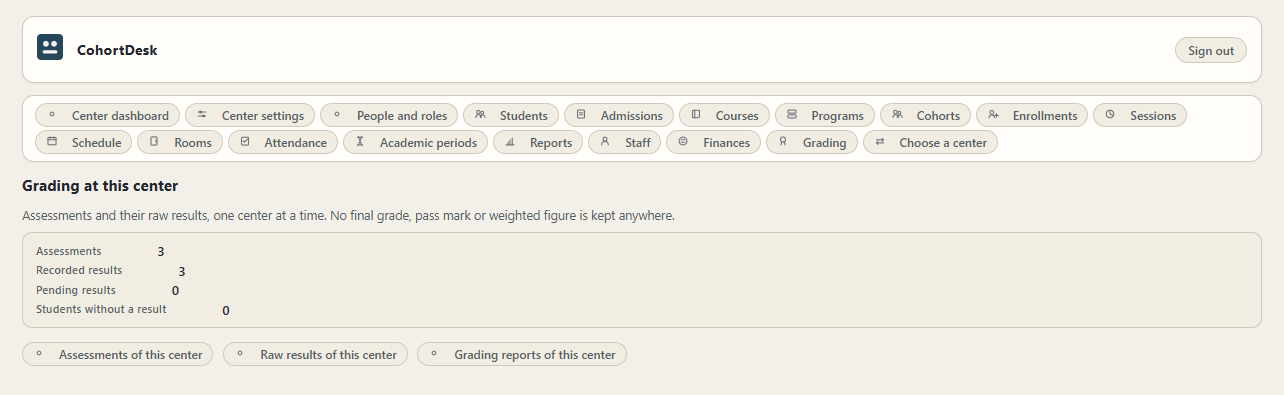 CohortDesk
Sign out
Center dashboard
Center settings
People and roles
Students
Admissions
Courses
Programs
Cohorts
Enrollments
Sessions
Schedule
Rooms
Attendance
Academic periods
Reports
Staff
Finances
Grading
Choose a center
Grading at this center
Assessments and their raw results, one center at a time. No final grade, pass mark or weighted figure is kept anywhere.
Assessments 3
Recorded results 3
Pending results 0
Students without a result 0
Assessments of this center
Raw results of this center
Grading reports of this center